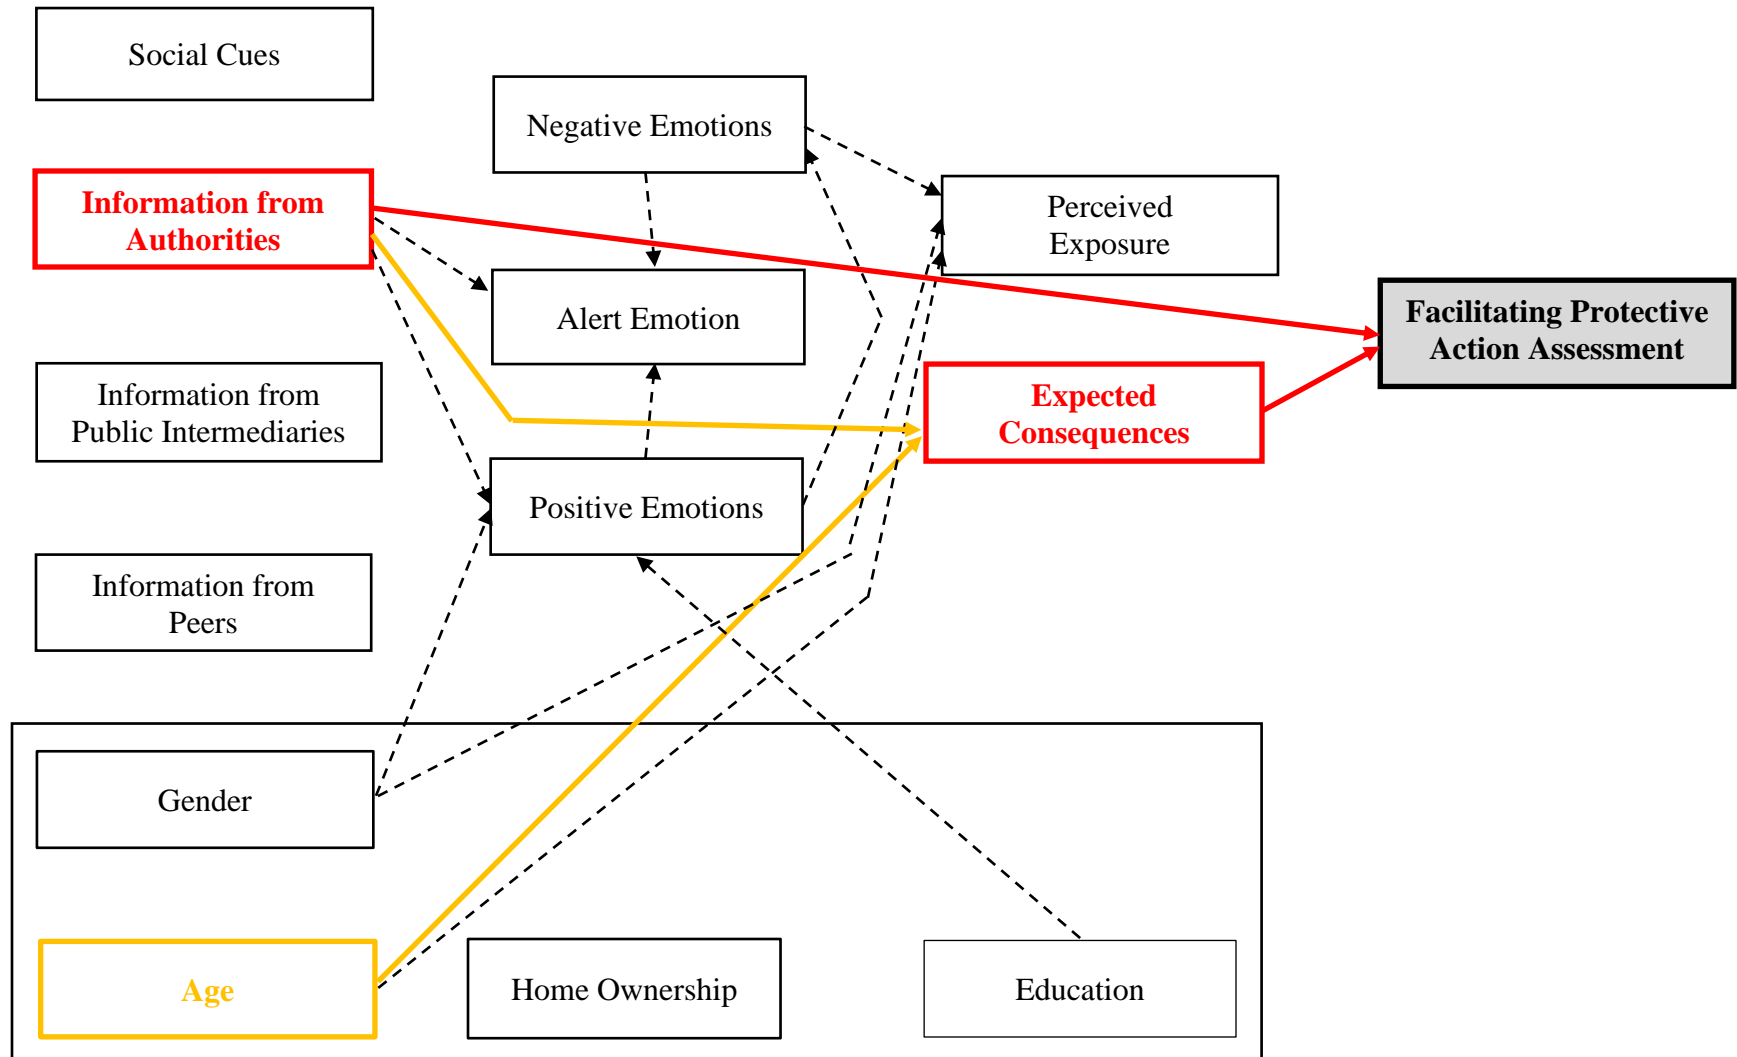 Social Cues
Negative Emotions
Information from
Authorities
Perceived
Exposure
Alert Emotion
Facilitating Protective
Action Assessment
Information from
Public Intermediaries
Expected
Consequences
Positive Emotions
Information from
Peers
Gender
Age
Home Ownership
Education